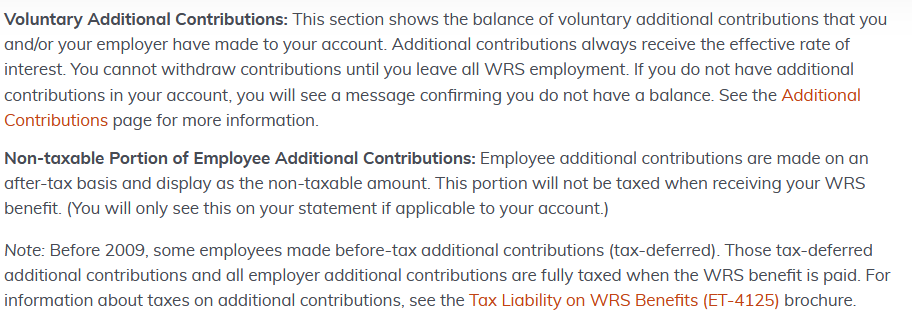 Voluntary Additional Contributions: This section shows the balance of voluntary additional contributions that you
and/or your employer have made to your account. Additional contributions always receive the effective rate of
interest. You cannot withdraw contributions until you leave all WRS employment. If you do not have additional
contributions in your account, you will see a message confirming you do not have a balance. See the Additional
Contributions page for more information.
Non-taxable Portion of Employee Additional Contributions: Employee additional contributions are made on an
after-tax basis and display as the non-taxable amount. This portion will not be taxed when receiving your WRS
benefit. (You will only see this on your statement if applicable to your account.)
Note: Before 2009, some employees made before-tax additional contributions (tax-deferred). Those tax-deferred
additional contributions and all employer additional contributions are fully taxed when the WRS benefit is paid. For
information about taxes on additional contributions, see the Tax Liability on WRS Benefits (ET-4125) brochure.